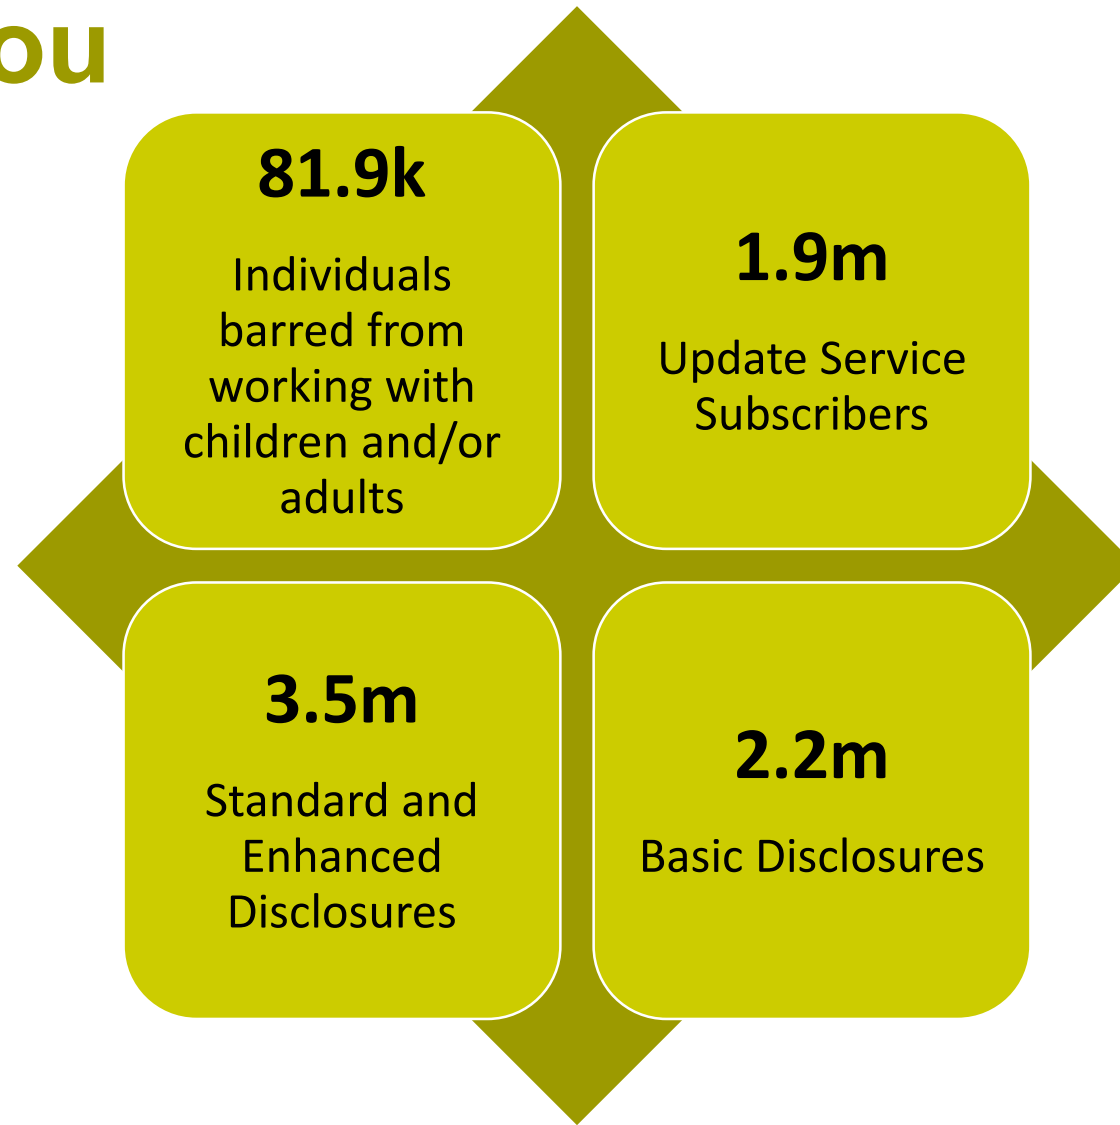 ou
81.9k
Individuals
barred from
working with
children and/or
adults
1.9m
Update Service
Subscribers
3.5m
Standard and
Enhanced
Disclosures
2.2m
Basic Disclosures